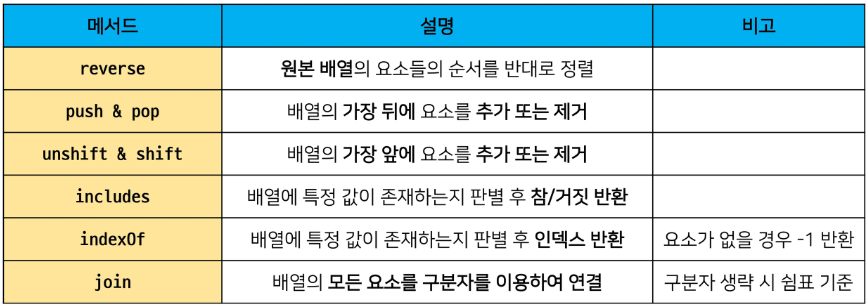 메서드 설명 비고
reverse 원본 배열의 요소들의 순서를 반대로 정렬
push & pop 배열의 가장 뒤에 요소를 추가 또는 제거
unshift & shift 배열의 가장 앞에 요소를 추가 또는 제거
includes 배열에 특정 값이 존재하는지 판별 후 참/거짓 반환
indexOf 배열에 특정 값이 존재하는지 판별 후 인덱스 반환 요소가 없을 경우 -1 반환
join 배열의 모든 요소를 구분자를 이용하여 연결 구분자 생략 시 쉼표 기준